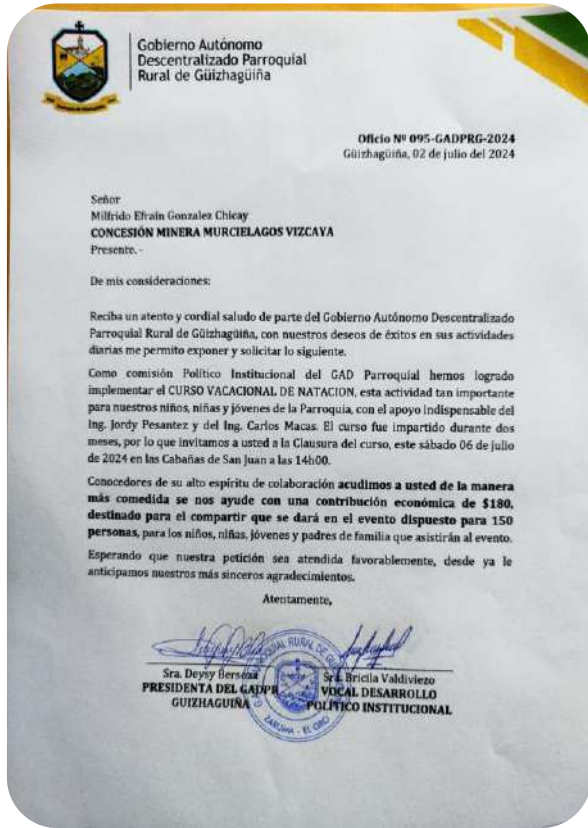 Gobierno Autónomo
Descentralizado Parroquial
Rural de Güizhagüiña
Oficio Nº 095-GADPRG-2024
Güizhagüiña, 02 de julio del 2024
Señor
Milfrido Efraín Gonzalez Chicay
CONCESIÓN MINERA MURCIELAGOS VIZCAYA
Presente. -
De mis consideraciones:
Reciba un atento y cordial saludo de parte del Gobierno Autónomo Descentralizado
Parroquial Rural de Güizhagüiña, con nuestros deseos de éxitos en sus actividades
diarias me permito exponer y solicitar lo siguiente.
Como comisión Político Institucional del GAD Parroquial hemos logrado
implementar el CURSO VACACIONAL DE NATACION, esta actividad tan importante
para nuestros niños, niñas y jóvenes de la Parroquia, con el apoyo indispensable del
Ing. Jordy Pesantez y del Ing. Carlos Macas. El curso fue impartido durante dos
meses, por lo que invitamos a usted a la Clausura del curso, este sábado 06 de julio
de 2024 en las Cabañas de San Juan a las 14h00.
Conocedores de su alto espíritu de colaboración acudimos a usted de la manera
más comedida se nos ayude con una contribución económica de $180,
destinado para el compartir que se dará en el evento dispuesto para 150
personas, para los niños, niñas, jóvenes y padres de familia que asistirán al evento.
Esperando que nuestra petición sea atendida favorablemente, desde ya le
anticipamos nuestros más sinceros agradecimientos.
Atentamente,
Sra. Deysy Berseza
PRESIDENTA DEL GADPR
GUIZHAGUIÑA
Sra. Bricila Valdiviezo
VOCAL DESARROLLO
POLÍTICO INSTITUCIONAL
PARROQUIAL RURAL DE
ZARUMA - EL ORO